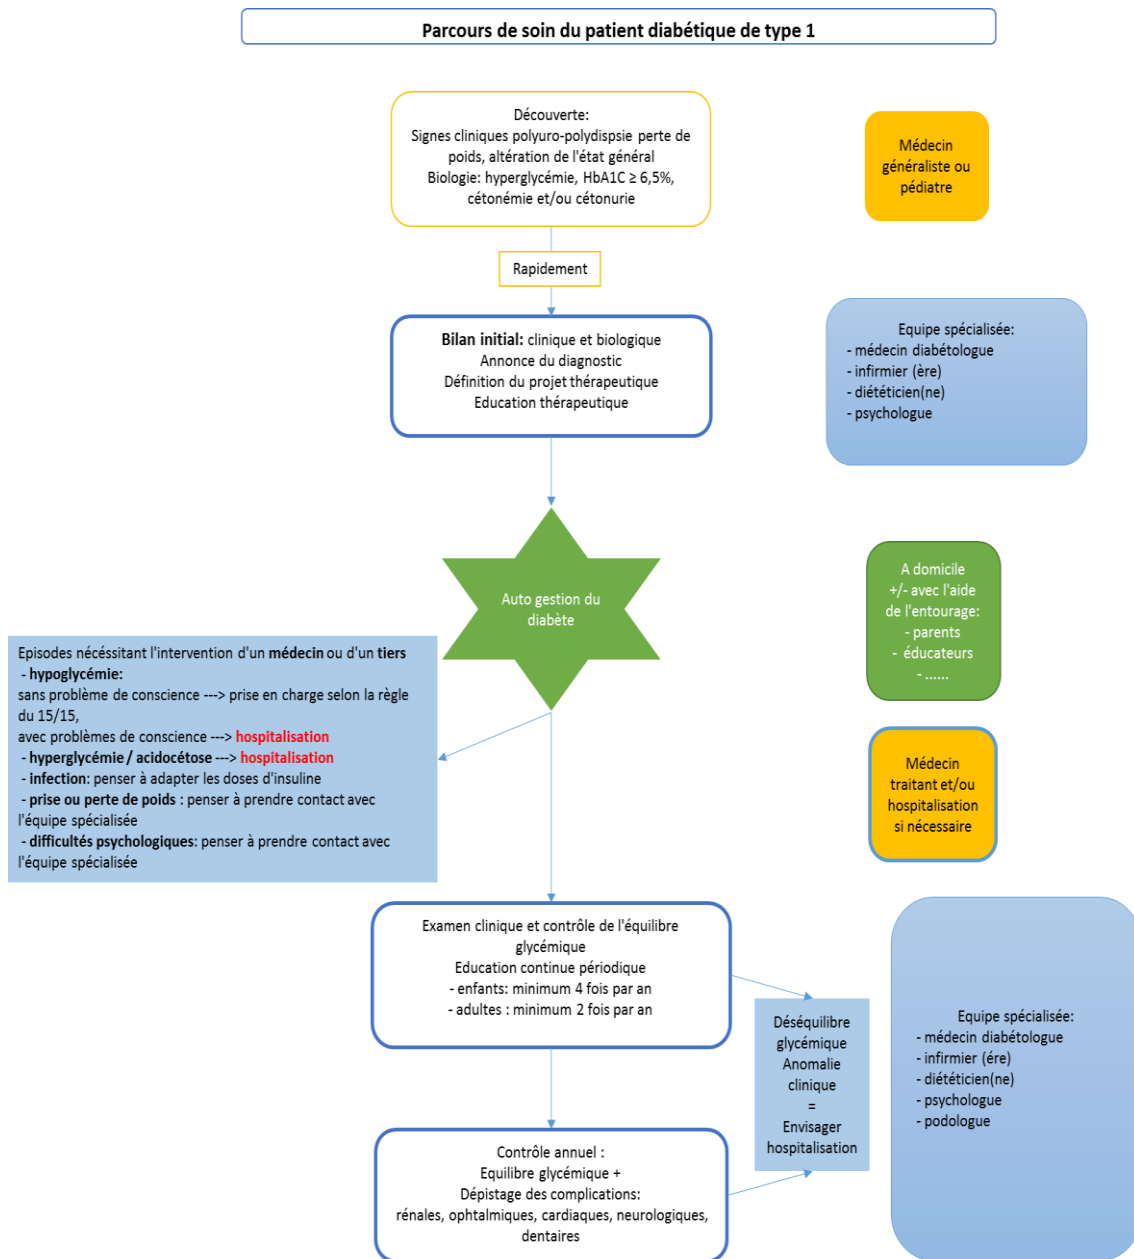 Parcours de soin du patient diabétique de type 1
Découverte:
Signes cliniques polyuro-polydispsie perte de
poids, altération de l'état général
Biologie: hyperglycémie, HbA1C ≥ 6,5%,
cétonémie et/ou cétonurie
Médecin
généraliste ou
pédiatre
Rapidement
Bilan initial: clinique et biologique
Annonce du diagnostic
Définition du projet thérapeutique
Education thérapeutique
Equipe spécialisée:
- médecin diabétologue
- infirmier (ère)
- diététicien(ne)
- psychologue
Auto gestion du
diabète
A domicile
+/- avec l'aide
de l'entourage:
- parents
- éducateurs
- ......
Episodes nécéssitant l'intervention d'un médecin ou d'un tiers
- hypoglycémie:
sans problème de conscience ---> prise en charge selon la règle
du 15/15,
avec problèmes de conscience ---> hospitalisation
- hyperglycémie / acidocétose ---> hospitalisation
- infection: penser à adapter les doses d'insuline
- prise ou perte de poids : penser à prendre contact avec
l'équipe spécialisée
- difficultés psychologiques: penser à prendre contact avec
l'équipe spécialisée
Médecin
traitant et/ou
hospitalisation
si nécessaire
Examen clinique et contrôle de l'équilibre
glycémique
Education continue périodique
- enfants: minimum 4 fois par an
- adultes : minimum 2 fois par an
Déséquilibre
glycémique
Anomalie
clinique
=
Envisager
hospitalisation
Equipe spécialisée:
- médecin diabétologue
- infirmier (ére)
- diététicien(ne)
- psychologue
- podologue
Contrôle annuel :
Equilibre glycémique +
Dépistage des complications:
rénales, ophtalmiques, cardiaques, neurologiques,
dentaires